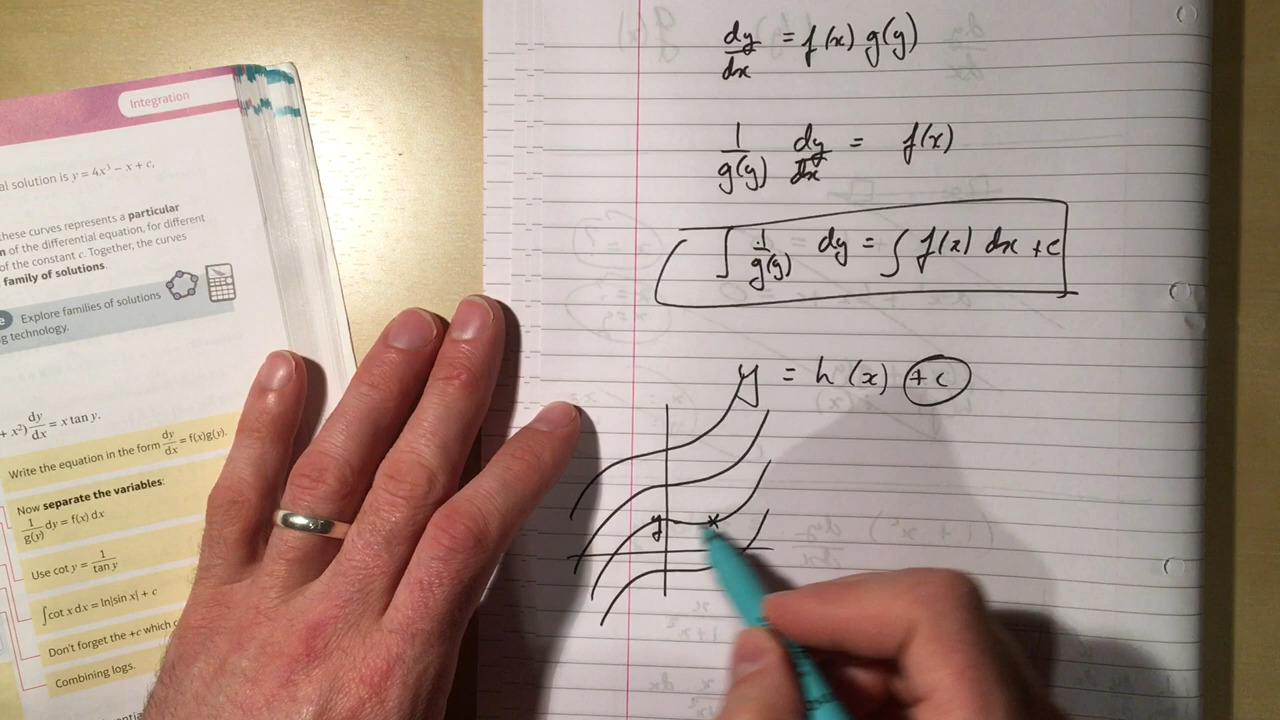 Integration
al solution is y = 4x³ − x + c,
these curves represents a particular
n of the differential equation, for different
of the constant c. Together, the curves
family of solutions.
e Explore families of solutions
g technology.
+ x²) dy/dx = x tan y.
Write the equation in the form dy/dx = f(x)g(y).
Now separate the variables:
1/g(y) dy = f(x) dx
Use cot y = 1/tan y
∫cot x dx = ln|sin x| + c
Don't forget the +c which c
Combining logs.
dy/dx = f(x) g(y)
1/g(y) dy/dx = f(x)
∫ 1/g(y) dy = ∫ f(x) dx + c
y = h(x) + c
y x